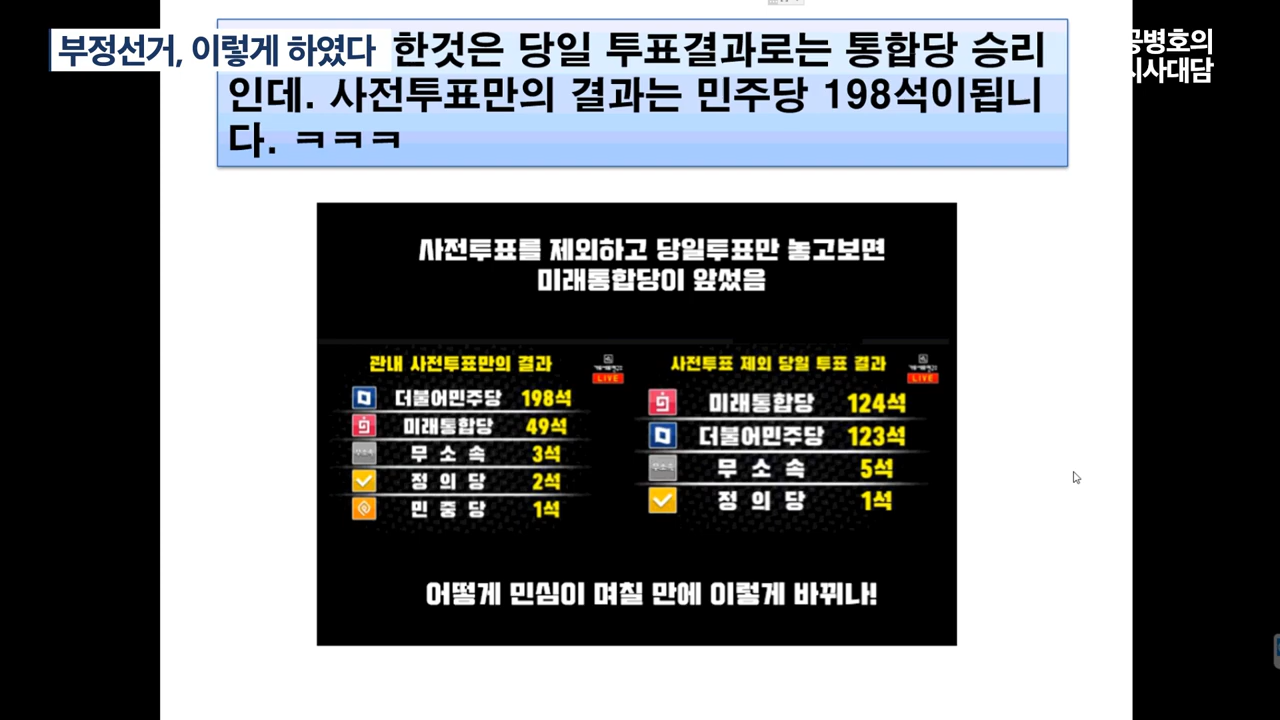 부정선거, 이렇게 하였다
한것은 당일 투표결과로는 통합당 승리
인데. 사전투표만의 결과는 민주당 198석이됩니
다. ㅋㅋㅋ
공병호의
시사대담
사전투표를 제외하고 당일투표만 놓고보면
미래통합당이 앞섰음
관내 사전투표만의 결과
LIVE
더불어민주당 198석
미래통합당 49석
무소속 3석
정의당 2석
민중당 1석
사전투표 제외 당일 투표 결과
LIVE
미래통합당 124석
더불어민주당 123석
무소속 5석
정의당 1석
어떻게 민심이 며칠 만에 이렇게 바뀌나!